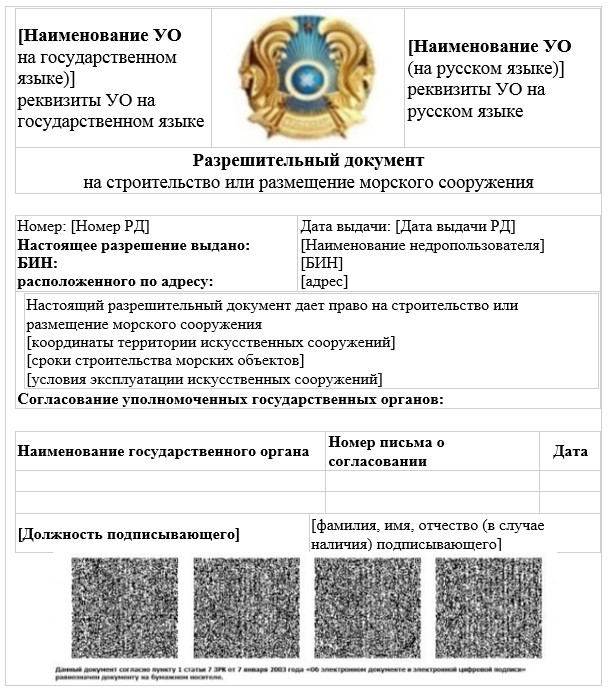 [Наименование УО
на государственном
языке)]
реквизиты УО на
государственном языке
[Наименование УО
(на русском языке)]
реквизиты УО на
русском языке
Разрешительный документ
на строительство или размещение морского сооружения
Номер: [Номер РД]
Дата выдачи: [Дата выдачи РД]
Настоящее разрешение выдано:
[Наименование недропользователя]
БИН:
[БИН]
расположенного по адресу:
[адрес]
Настоящий разрешительный документ дает право на строительство или
размещение морского сооружения
[координаты территории искусственных сооружений]
[сроки строительства морских объектов]
[условия эксплуатации искусственных сооружений]
Согласование уполномоченных государственных органов:
Наименование государственного органа
Номер письма о
согласовании
Дата
[Должность подписывающего]
[фамилия, имя, отчество (в случае
наличия) подписывающего]
Данный документ согласно пункту 1 статьи 7 ЗРК от 7 января 2003 года «Об электронном документе и электронной цифровой подписи»
равнозначен документу на бумажном носителе.